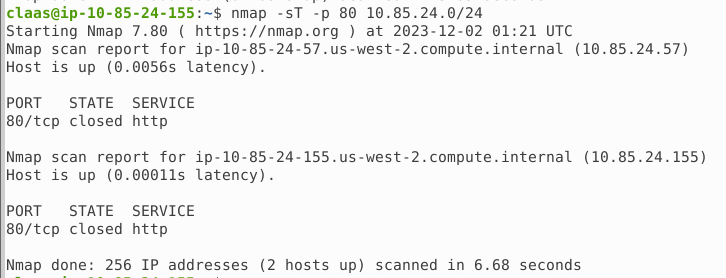 claas@ip-10-85-24-155:~$ nmap -sT -p 80 10.85.24.0/24
Starting Nmap 7.80 ( https://nmap.org ) at 2023-12-02 01:21 UTC
Nmap scan report for ip-10-85-24-57.us-west-2.compute.internal (10.85.24.57)
Host is up (0.0056s latency).
PORT   STATE  SERVICE
80/tcp closed http
Nmap scan report for ip-10-85-24-155.us-west-2.compute.internal (10.85.24.155)
Host is up (0.00011s latency).
PORT   STATE  SERVICE
80/tcp closed http
Nmap done: 256 IP addresses (2 hosts up) scanned in 6.68 seconds